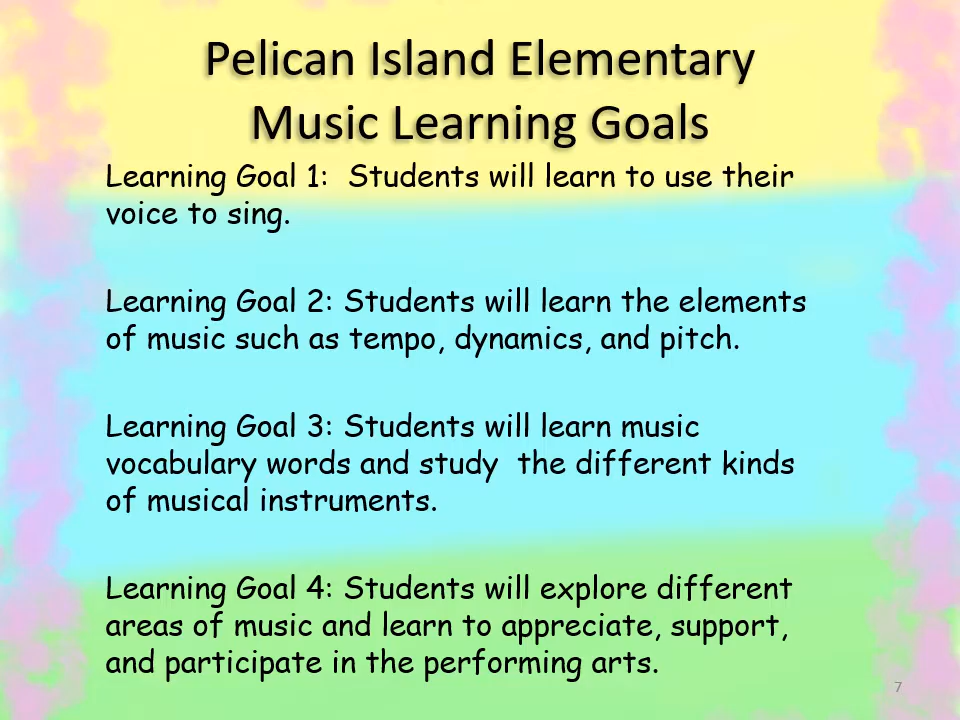 Pelican Island Elementary
Music Learning Goals
Learning Goal 1:  Students will learn to use their
voice to sing.
Learning Goal 2: Students will learn the elements
of music such as tempo, dynamics, and pitch.
Learning Goal 3: Students will learn music
vocabulary words and study  the different kinds
of musical instruments.
Learning Goal 4: Students will explore different
areas of music and learn to appreciate, support,
and participate in the performing arts.
7